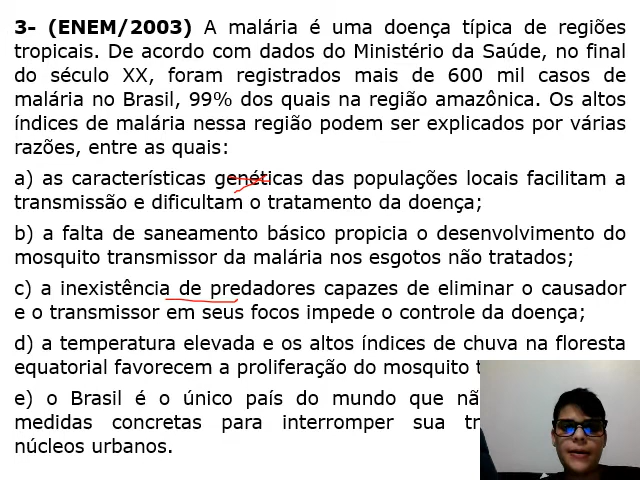 3- (ENEM/2003) A malária é uma doença típica de regiões
tropicais. De acordo com dados do Ministério da Saúde, no final
do século XX, foram registrados mais de 600 mil casos de
malária no Brasil, 99% dos quais na região amazônica. Os altos
índices de malária nessa região podem ser explicados por várias
razões, entre as quais:
a) as características genéticas das populações locais facilitam a
transmissão e dificultam o tratamento da doença;
b) a falta de saneamento básico propicia o desenvolvimento do
mosquito transmissor da malária nos esgotos não tratados;
c) a inexistência de predadores capazes de eliminar o causador
e o transmissor em seus focos impede o controle da doença;
d) a temperatura elevada e os altos índices de chuva na floresta
equatorial favorecem a proliferação do mosquito
e) o Brasil é o único país do mundo que
medidas concretas para interromper sua
núcleos urbanos.